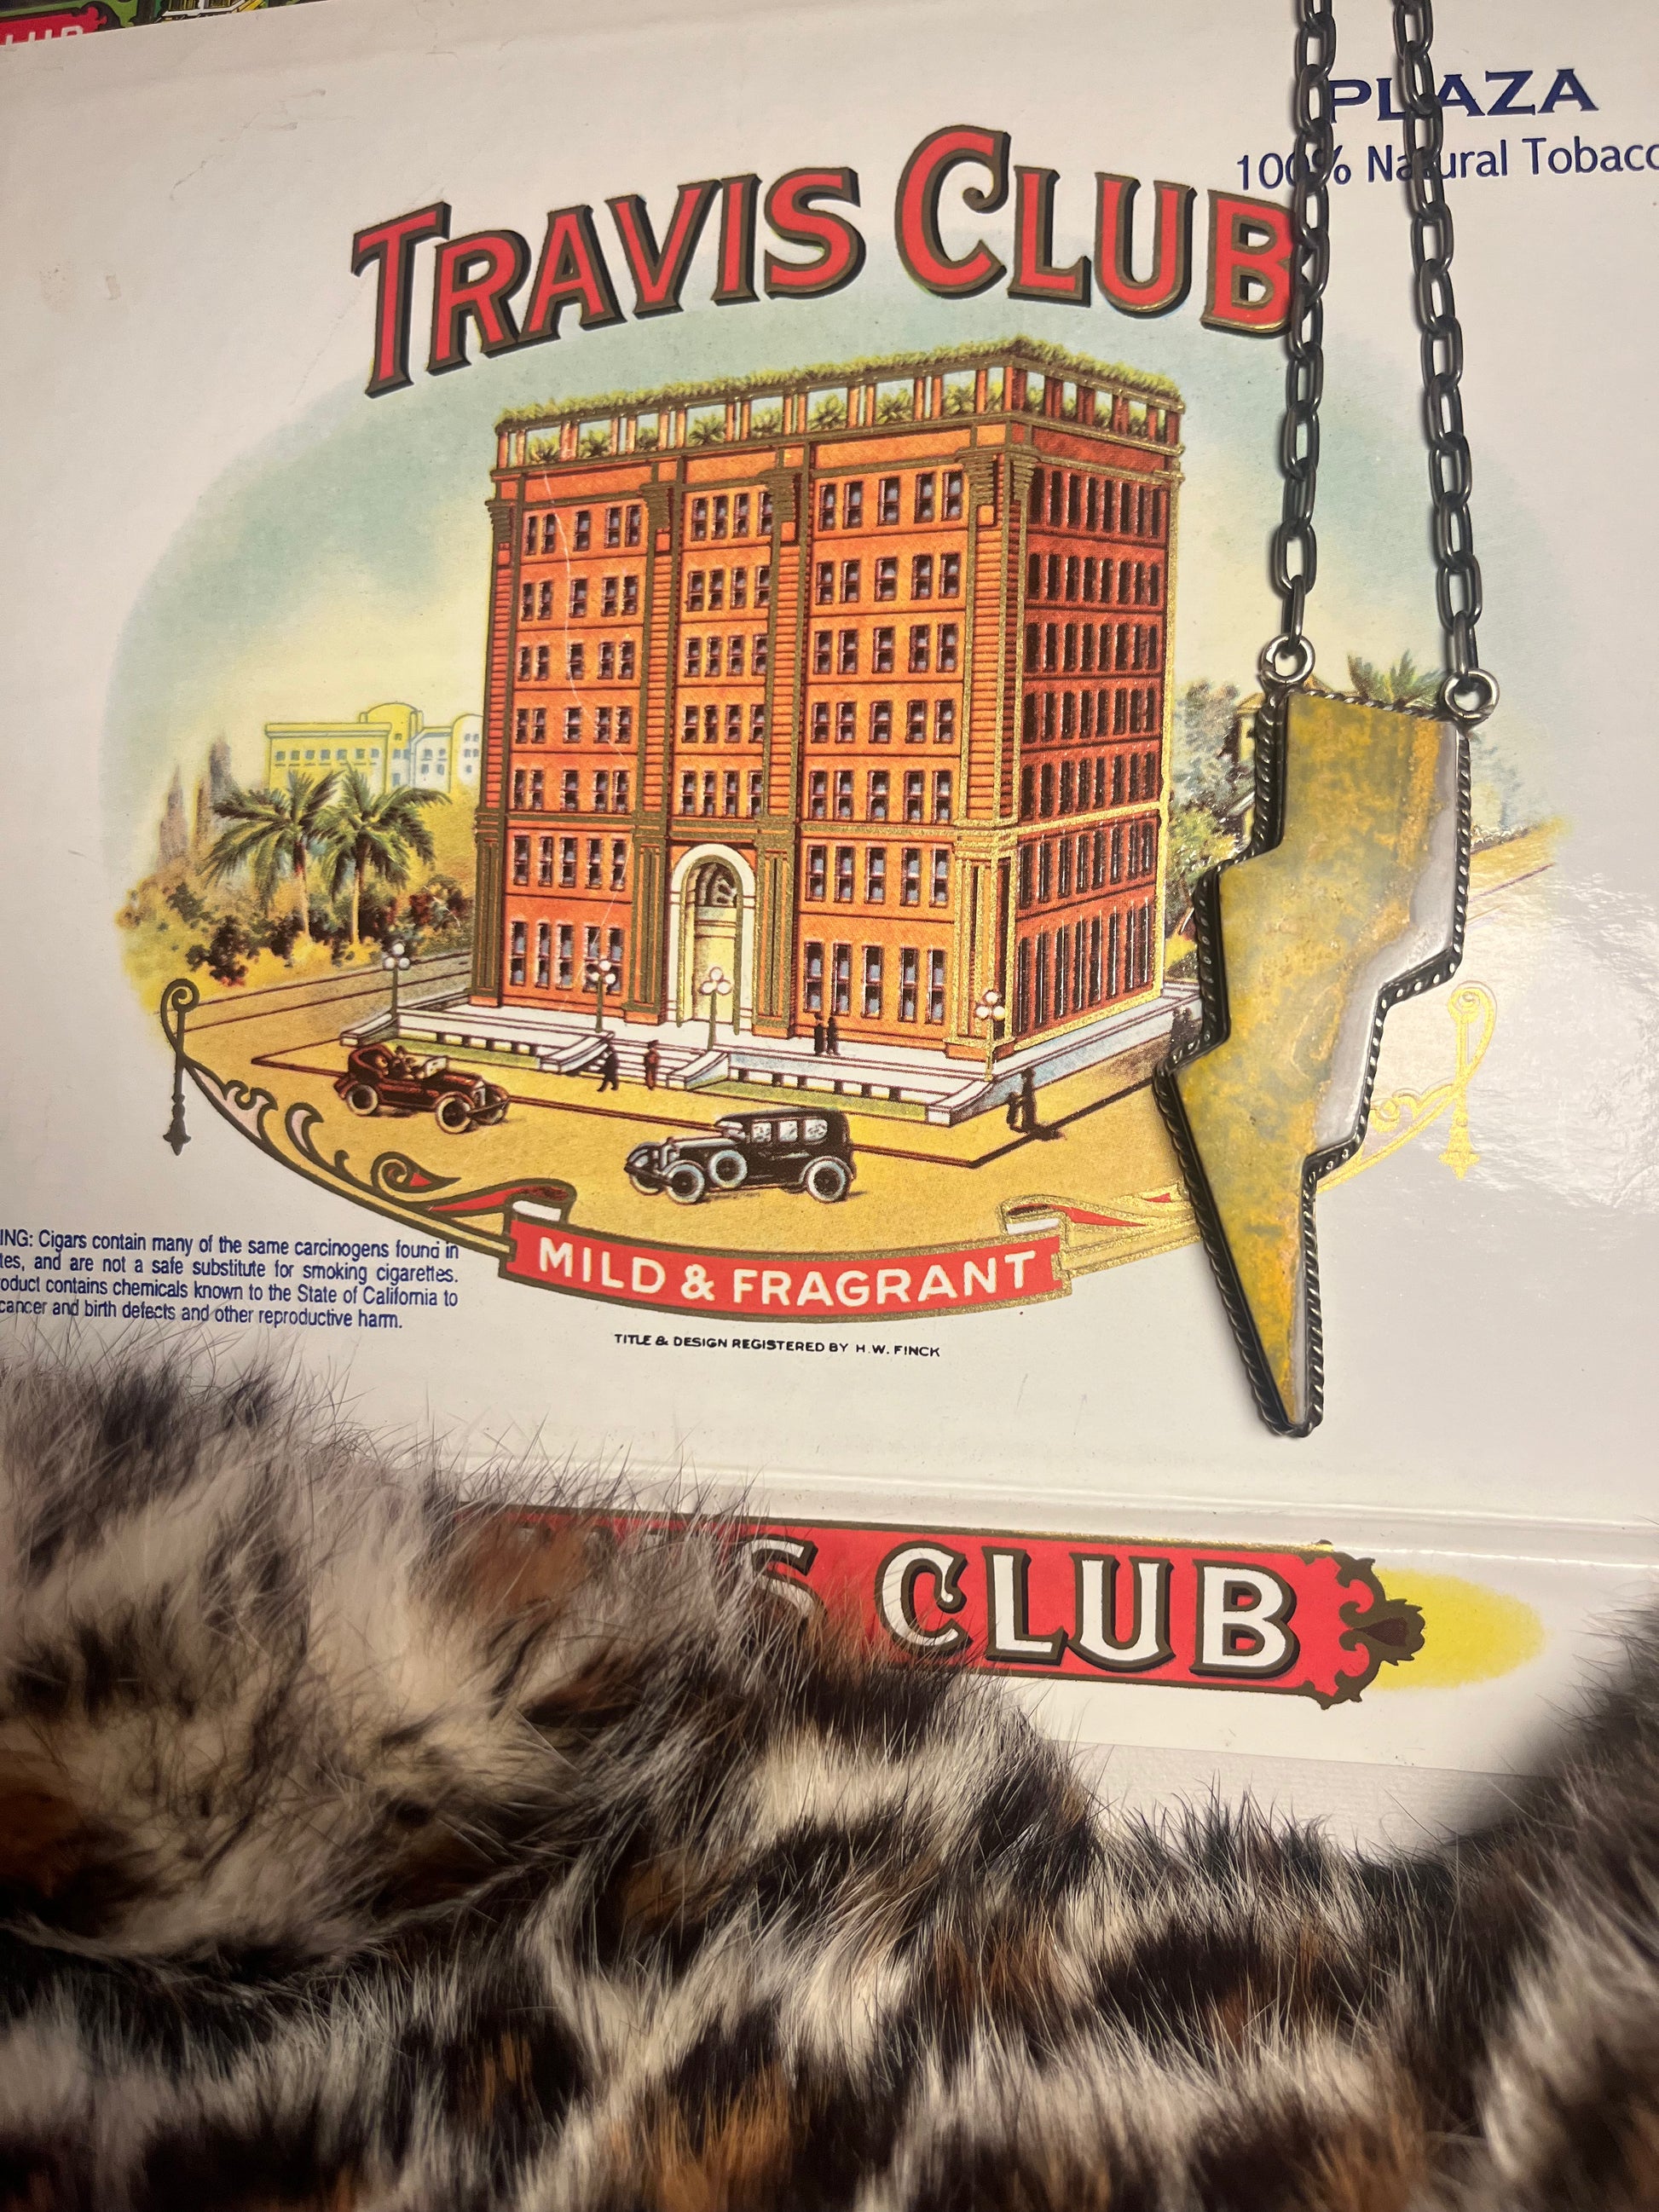 PLAZA
100% Natural Tobacco
TRAVIS CLUB
ING: Cigars contain many of the same carcinogens found in
tes, and are not a safe substitute for smoking cigarettes.
oduct contains chemicals known to the State of California to
cancer and birth defects and other reproductive harm.
MILD & FRAGRANT
TITLE & DESIGN REGISTERED BY H.W. FINCK
S CLUB